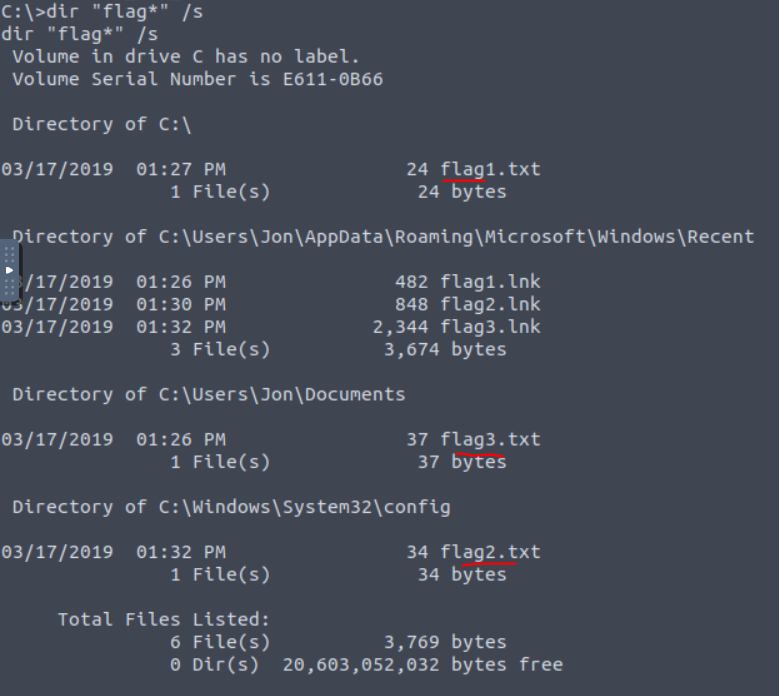 C:\>dir "flag*" /s
dir "flag*" /s
Volume in drive C has no label.
Volume Serial Number is E611-0B66
Directory of C:\
03/17/2019 01:27 PM 24 flag1.txt
1 File(s) 24 bytes
Directory of C:\Users\Jon\AppData\Roaming\Microsoft\Windows\Recent
/17/2019 01:26 PM 482 flag1.lnk
/17/2019 01:30 PM 848 flag2.lnk
03/17/2019 01:32 PM 2,344 flag3.lnk
3 File(s) 3,674 bytes
Directory of C:\Users\Jon\Documents
03/17/2019 01:26 PM 37 flag3.txt
1 File(s) 37 bytes
Directory of C:\Windows\System32\config
03/17/2019 01:32 PM 34 flag2.txt
1 File(s) 34 bytes
Total Files Listed:
6 File(s) 3,769 bytes
0 Dir(s) 20,603,052,032 bytes free